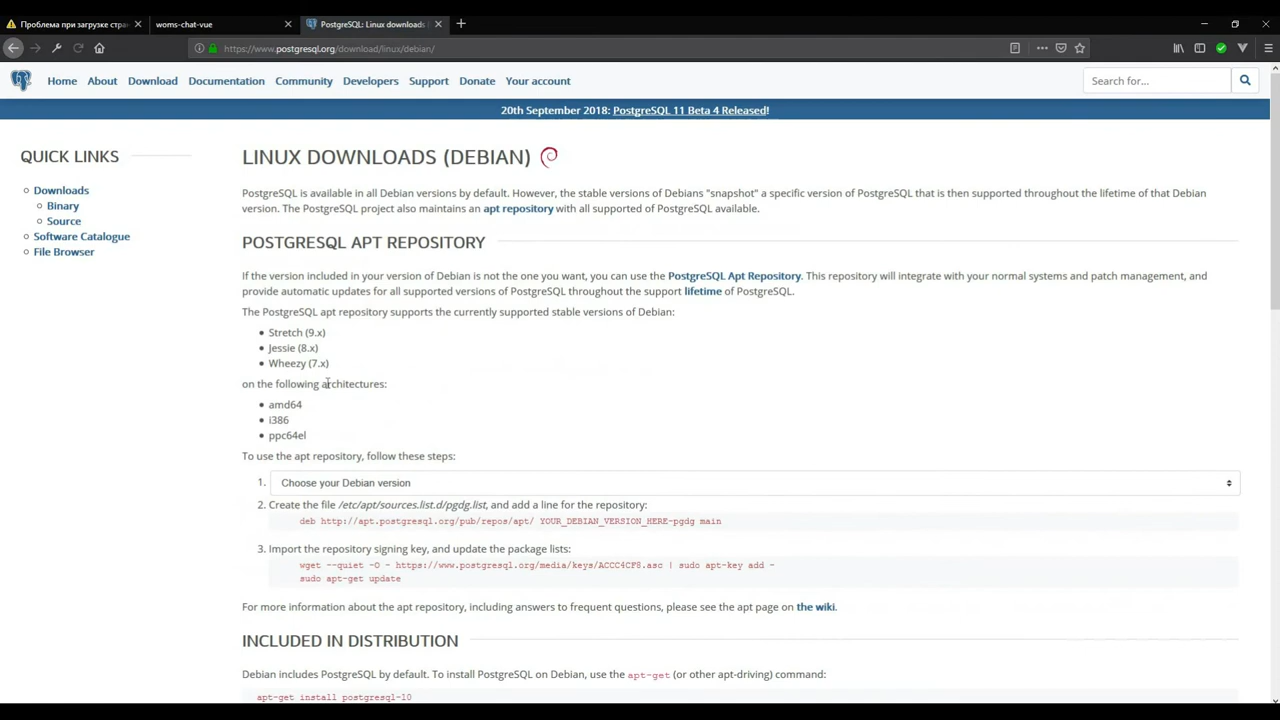 Проблема при загрузке стра
woms-chat-vue
PostgreSQL: Linux downloads
https://www.postgresql.org/download/linux/debian/
Home About Download Documentation Community Developers Support Donate Your account
Search for...
20th September 2018: PostgreSQL 11 Beta 4 Released!
QUICK LINKS
Downloads
Binary
Source
Software Catalogue
File Browser
LINUX DOWNLOADS (DEBIAN)
PostgreSQL is available in all Debian versions by default. However, the stable versions of Debians "snapshot" a specific version of PostgreSQL that is then supported throughout the lifetime of that Debian
version. The PostgreSQL project also maintains an apt repository with all supported of PostgreSQL available.
POSTGRESQL APT REPOSITORY
If the version included in your version of Debian is not the one you want, you can use the PostgreSQL Apt Repository. This repository will integrate with your normal systems and patch management, and
provide automatic updates for all supported versions of PostgreSQL throughout the support lifetime of PostgreSQL.
The PostgreSQL apt repository supports the currently supported stable versions of Debian:
Stretch (9.x)
Jessie (8.x)
Wheezy (7.x)
on the following architectures:
amd64
i386
ppc64el
To use the apt repository, follow these steps:
1. Choose your Debian version
2. Create the file /etc/apt/sources.list.d/pgdg.list, and add a line for the repository:
deb http://apt.postgresql.org/pub/repos/apt/ YOUR_DEBIAN_VERSION_HERE-pgdg main
3. Import the repository signing key, and update the package lists:
wget --quiet -O - https://www.postgresql.org/media/keys/ACCC4CF8.asc | sudo apt-key add -
sudo apt-get update
For more information about the apt repository, including answers to frequent questions, please see the apt page on the wiki.
INCLUDED IN DISTRIBUTION
Debian includes PostgreSQL by default. To install PostgreSQL on Debian, use the apt-get (or other apt-driving) command:
apt-get install postgresql-10